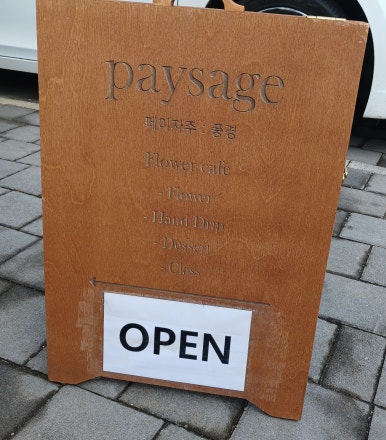 paysage
페이자주 풍경
Flower cafe
- Flower
- Hand Drip
- Dessert
- Class
OPEN